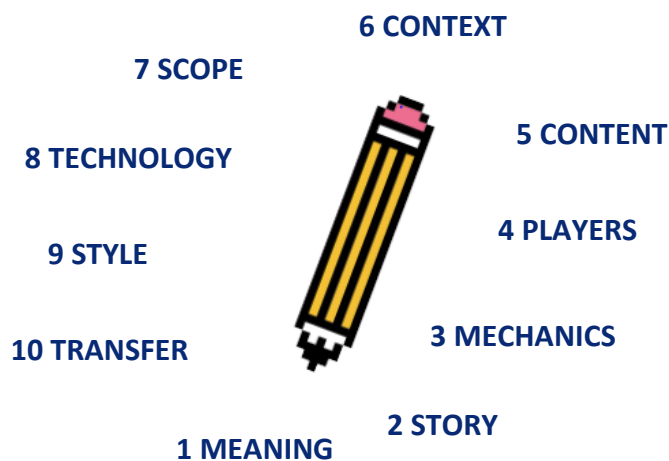 6 CONTEXT
7 SCOPE
5 CONTENT
8 TECHNOLOGY
4 PLAYERS
9 STYLE
3 MECHANICS
10 TRANSFER
2 STORY
1 MEANING